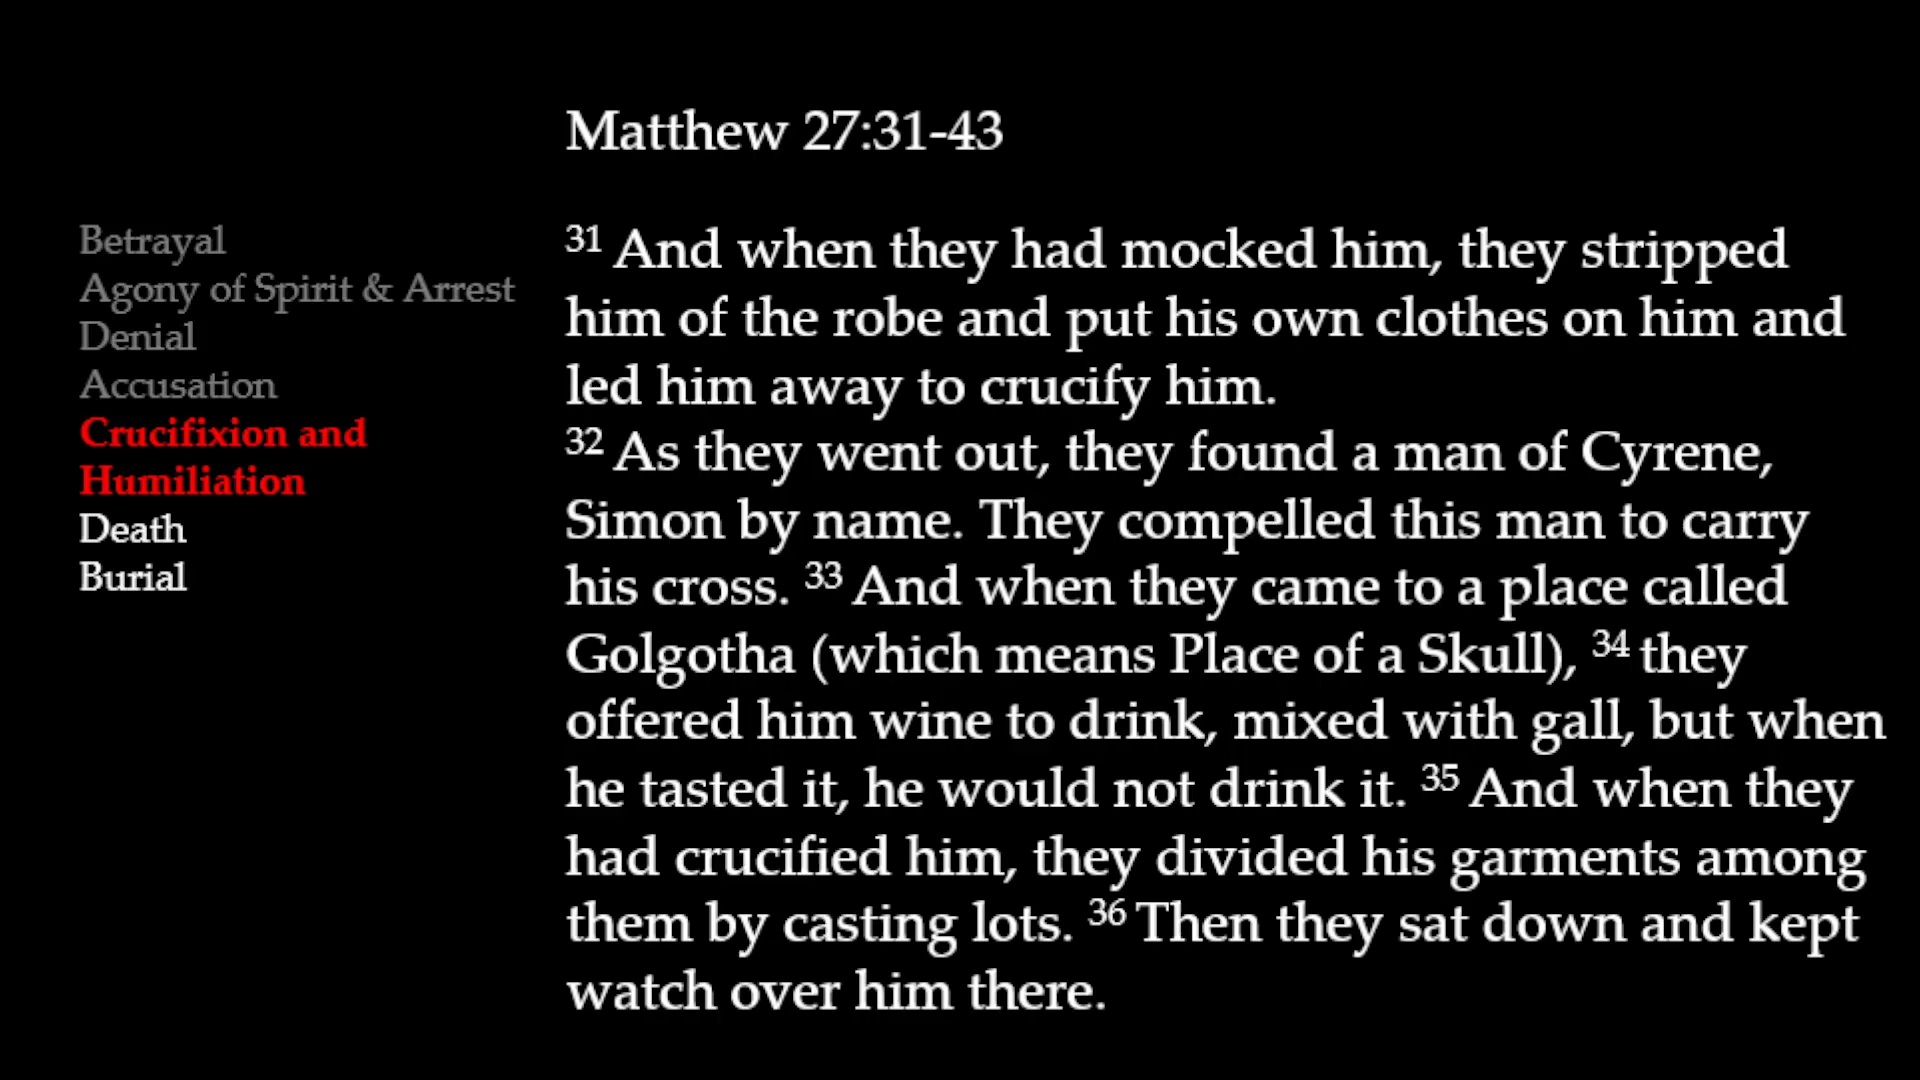 Matthew 27:31-43
Betrayal
Agony of Spirit & Arrest
Denial
Accusation
Crucifixion and
Humiliation
Death
Burial
31 And when they had mocked him, they stripped
him of the robe and put his own clothes on him and
led him away to crucify him.
32 As they went out, they found a man of Cyrene,
Simon by name. They compelled this man to carry
his cross. 33 And when they came to a place called
Golgotha (which means Place of a Skull), 34 they
offered him wine to drink, mixed with gall, but when
he tasted it, he would not drink it. 35 And when they
had crucified him, they divided his garments among
them by casting lots. 36 Then they sat down and kept
watch over him there.